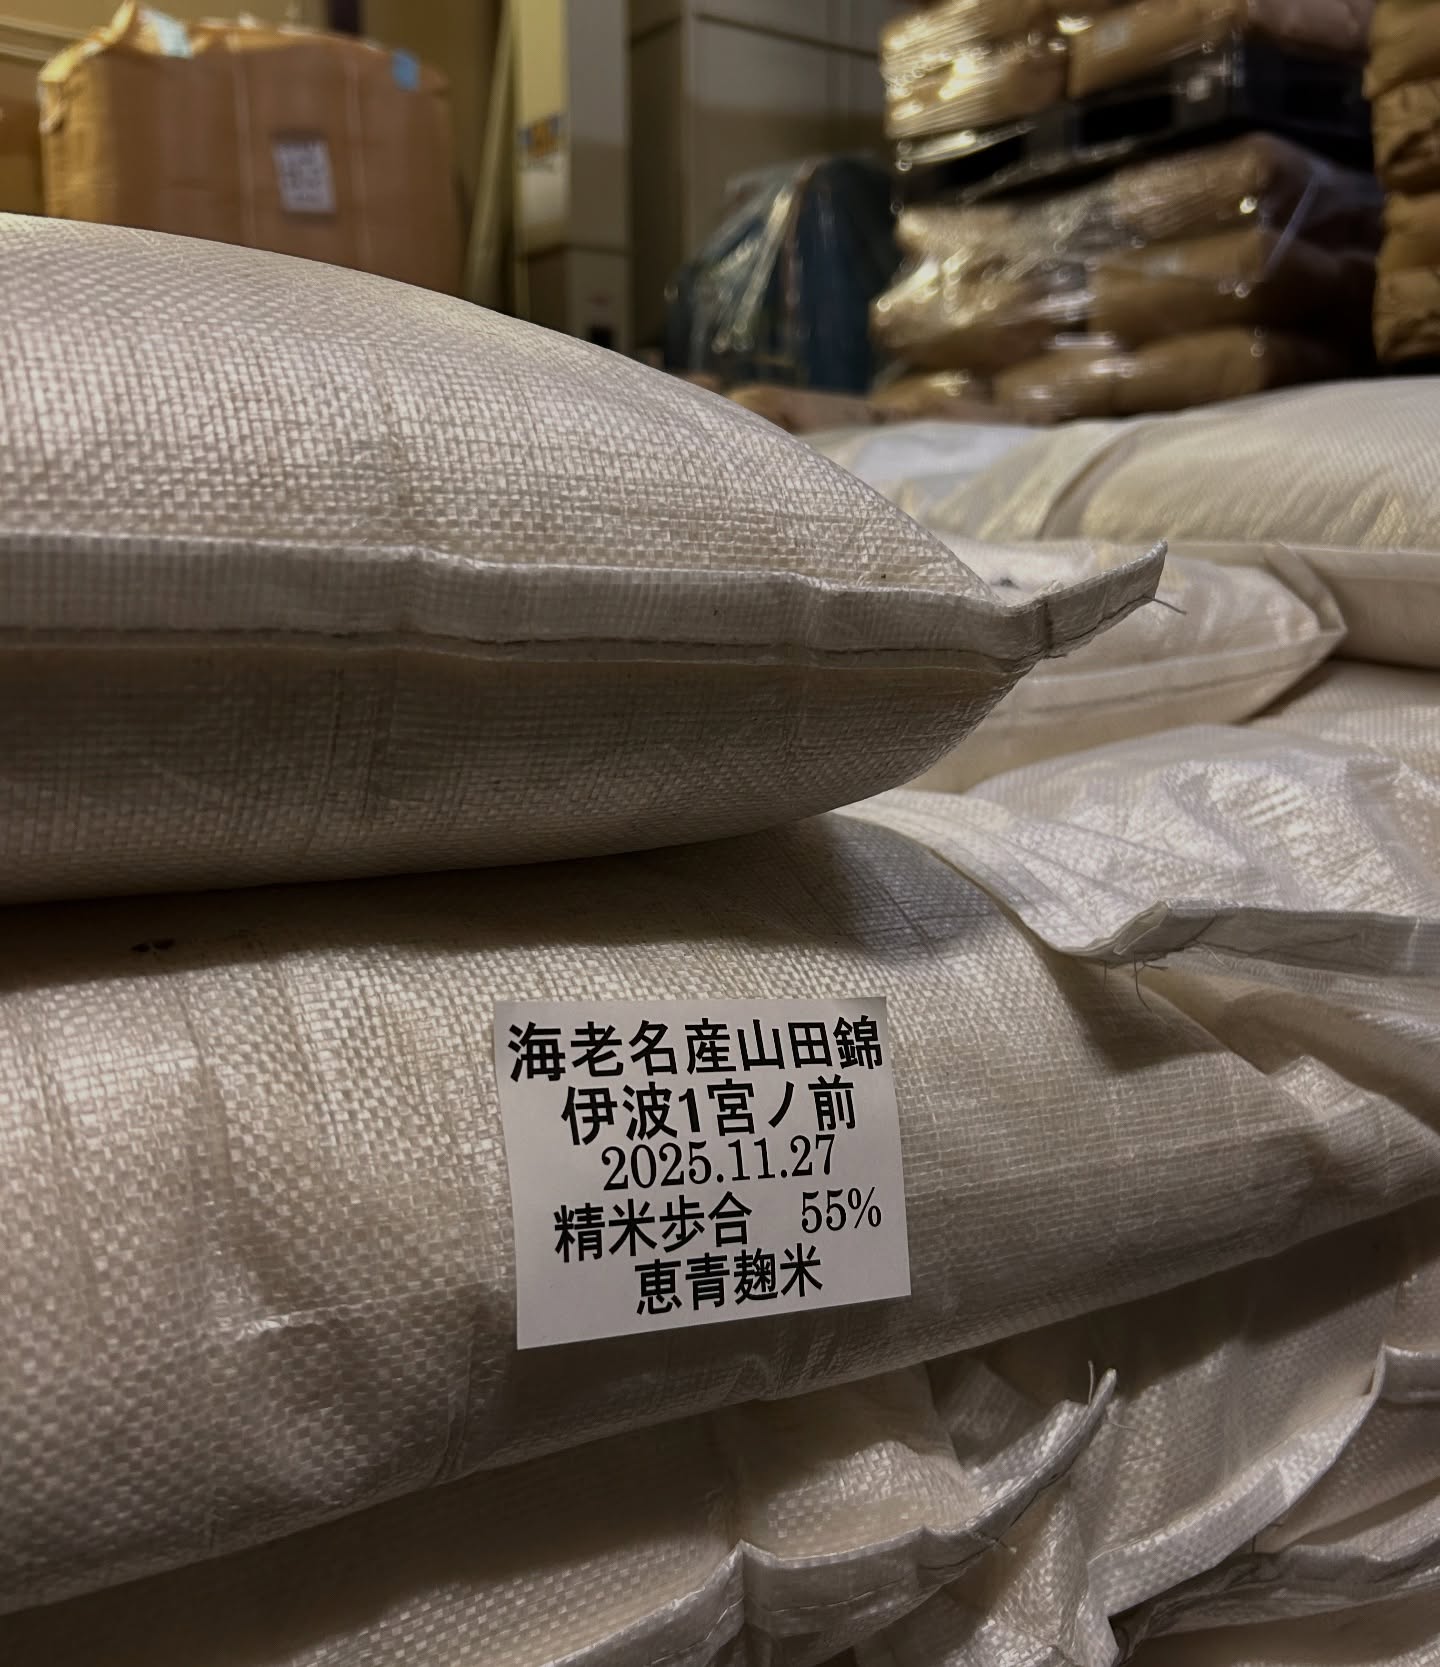 海老名産山田錦
伊波1宮ノ前
2025.11.27
精米歩合　55%
恵青麹米